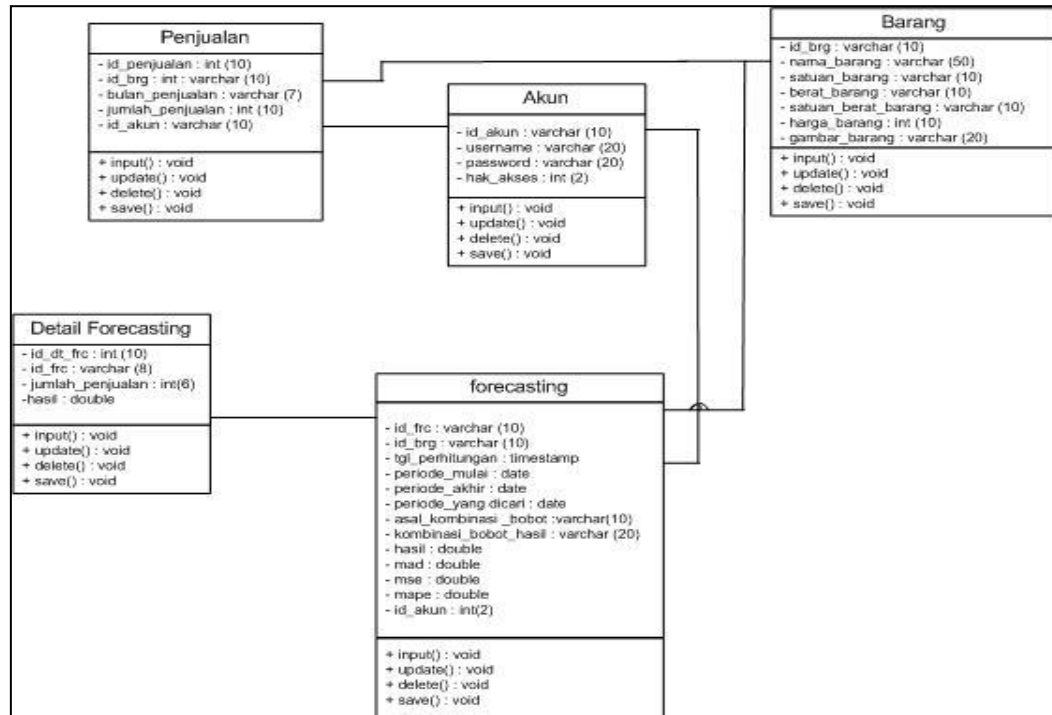 Penjualan
- id_penjualan : int (10)
- id_brg : int : varchar (10)
- bulan_penjualan : varchar (7)
- jumlah_penjualan : int (10)
- id_akun : varchar (10)
+ input() : void
+ update() : void
+ delete() : void
+ save() : void
Akun
- id_akun : varchar (10)
- username : varchar (20)
- password : varchar (20)
- hak_akses : int (2)
+ input() : void
+ update() : void
+ delete() : void
+ save() : void
Barang
- id_brg : varchar (10)
- nama_barang : varchar (50)
- satuan_barang : varchar (10)
- berat_barang : varchar (10)
- satuan_berat_barang : varchar (10)
- harga_barang : int (10)
- gambar_barang : varchar (20)
+ input() : void
+ update() : void
+ delete() : void
+ save() : void
Detail Forecasting
- id_dt_frc : int (10)
- id_frc : varchar (8)
- jumlah_penjualan : int(6)
-hasil : double
+ input() : void
+ update() : void
+ delete() : void
+ save() : void
forecasting
- id_frc : varchar (10)
- id_brg : varchar (10)
- tgl_perhitungan : timestamp
- periode_mulai : date
- periode_akhir : date
- periode_yang dicari : date
- asal_kombinasi _bobot :varchar(10)
- kombinasi_bobot_hasil : varchar (20)
- hasil : double
- mad : double
- mse : double
- mape : double
- id_akun : int(2)
+ input() : void
+ update() : void
+ delete() : void
+ save() : void